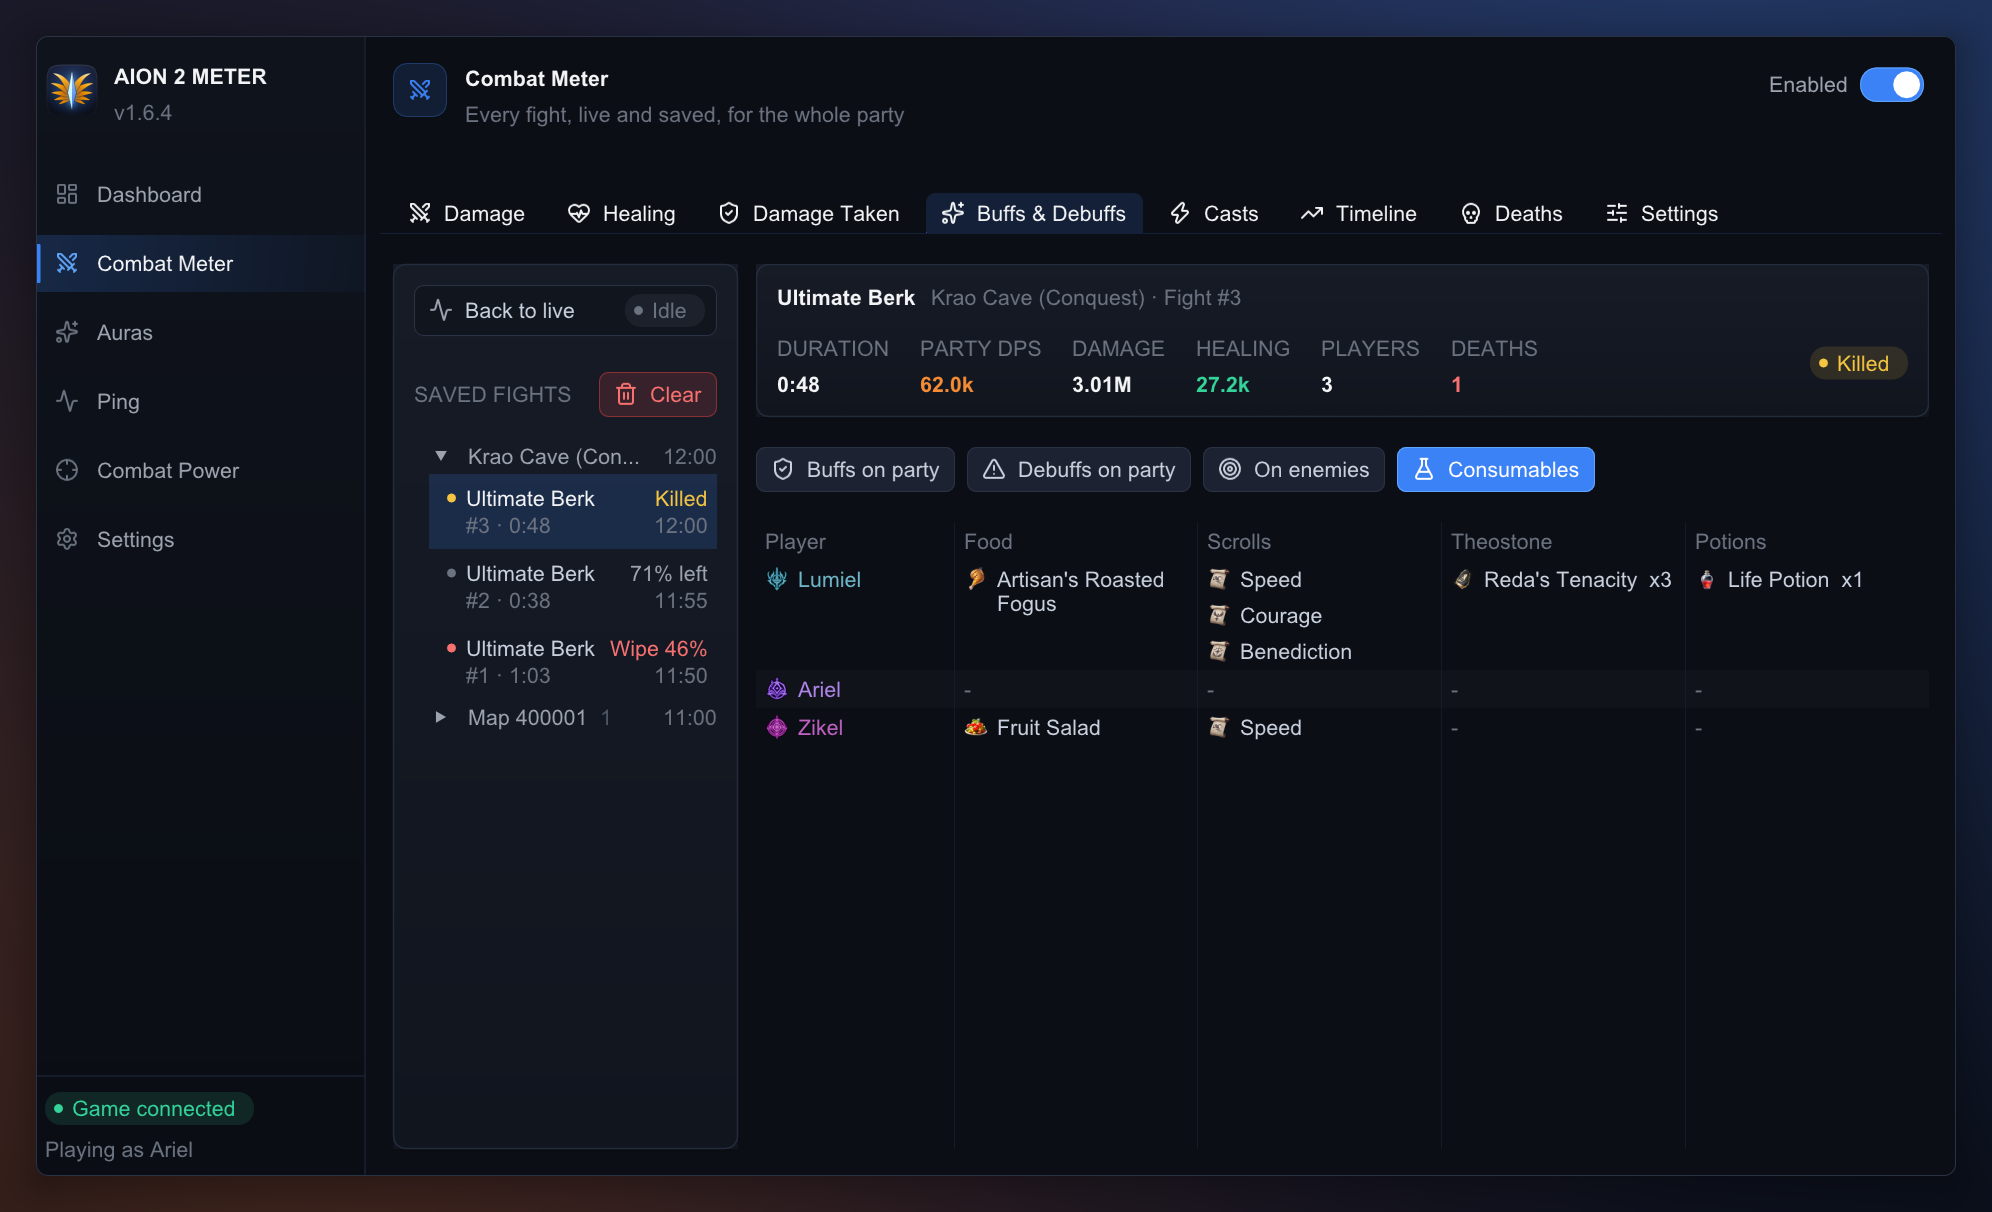 AION 2 METER
v1.6.4
Dashboard
Combat Meter
Auras
Ping
Combat Power
Settings
Game connected
Playing as Ariel
Combat Meter
Every fight, live and saved, for the whole party
Enabled
Damage
Healing
Damage Taken
Buffs & Debuffs
Casts
Timeline
Deaths
Settings
Back to live
Idle
SAVED FIGHTS
Clear
Krao Cave (Con... 12:00
Ultimate Berk Killed
#3 · 0:48 12:00
Ultimate Berk 71% left
#2 · 0:38 11:55
Ultimate Berk Wipe 46%
#1 · 1:03 11:50
Map 400001 1 11:00
Ultimate Berk Krao Cave (Conquest) · Fight #3
DURATION PARTY DPS DAMAGE HEALING PLAYERS DEATHS
0:48 62.0k 3.01M 27.2k 3 1
Killed
Buffs on party
Debuffs on party
On enemies
Consumables
Player Food Scrolls Theostone Potions
Lumiel Artisan's Roasted Speed Reda's Tenacity x3 Life Potion x1
Fogus
Courage
Benediction
Ariel - - - -
Zikel Fruit Salad Speed - -